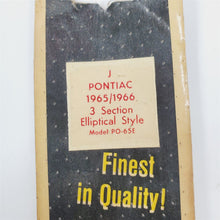 J
PONTIAC
1965/1966
3 Section
Elliptical Style
Model PO-65E
Finest
in Quality!